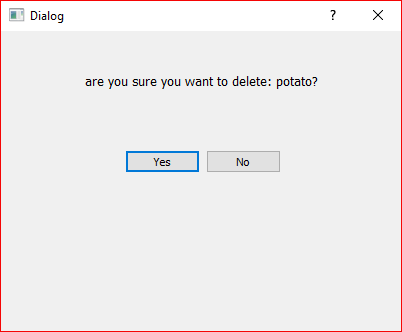 Dialog ?
are you sure you want to delete: potato?
Yes No